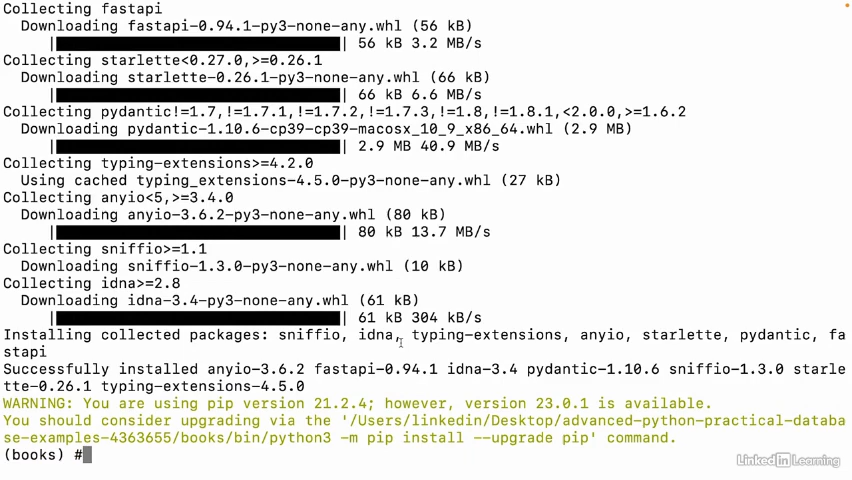 Collecting fastapi
  Downloading fastapi-0.94.1-py3-none-any.whl (56 kB)
     |████████████████████████████████| 56 kB 3.2 MB/s
Collecting starlette<0.27.0,>=0.26.1
  Downloading starlette-0.26.1-py3-none-any.whl (66 kB)
     |████████████████████████████████| 66 kB 6.6 MB/s
Collecting pydantic!=1.7,!=1.7.1,!=1.7.2,!=1.7.3,!=1.8,!=1.8.1,<2.0.0,>=1.6.2
  Downloading pydantic-1.10.6-cp39-cp39-macosx_10_9_x86_64.whl (2.9 MB)
     |████████████████████████████████| 2.9 MB 40.9 MB/s
Collecting typing-extensions>=4.2.0
  Using cached typing_extensions-4.5.0-py3-none-any.whl (27 kB)
Collecting anyio<5,>=3.4.0
  Downloading anyio-3.6.2-py3-none-any.whl (80 kB)
     |████████████████████████████████| 80 kB 13.7 MB/s
Collecting sniffio>=1.1
  Downloading sniffio-1.3.0-py3-none-any.whl (10 kB)
Collecting idna>=2.8
  Downloading idna-3.4-py3-none-any.whl (61 kB)
     |████████████████████████████████| 61 kB 304 kB/s
Installing collected packages: sniffio, idna, typing-extensions, anyio, starlette, pydantic, fa
stapi
Successfully installed anyio-3.6.2 fastapi-0.94.1 idna-3.4 pydantic-1.10.6 sniffio-1.3.0 starle
tte-0.26.1 typing-extensions-4.5.0
WARNING: You are using pip version 21.2.4; however, version 23.0.1 is available.
You should consider upgrading via the '/Users/linkedin/Desktop/advanced-python-practical-databa
se-examples-4363655/books/bin/python3 -m pip install --upgrade pip' command.
(books) #
LinkedIn Learning